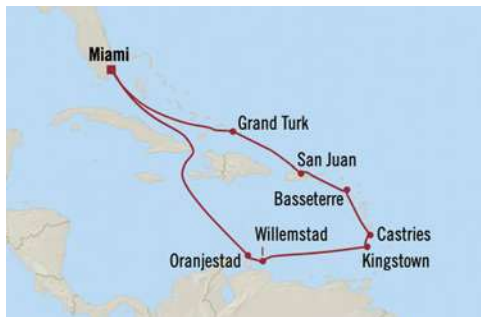 Miami
Grand Turk
San Juan
Basseterre
Castries
Willemstad
Oranjestad
Kingstown